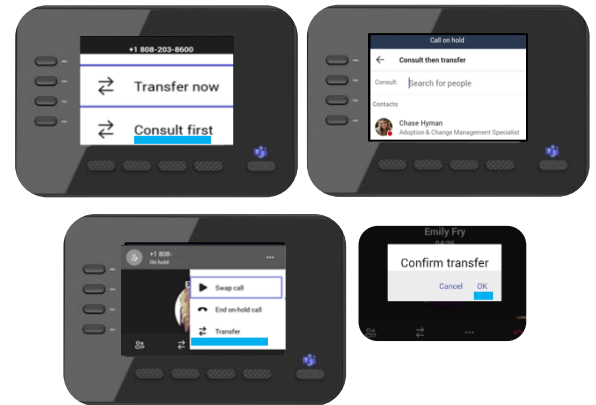 +1 808-203-8600
Transfer now
Consult first
Call on hold
Consult then transfer
Consult: Search for people
Contacts
Chase Hyman
Adoption & Change Management Specialist
+1 808
On hold
Swap call
End on-hold call
Transfer
Emily Fry
Confirm transfer
Cancel OK